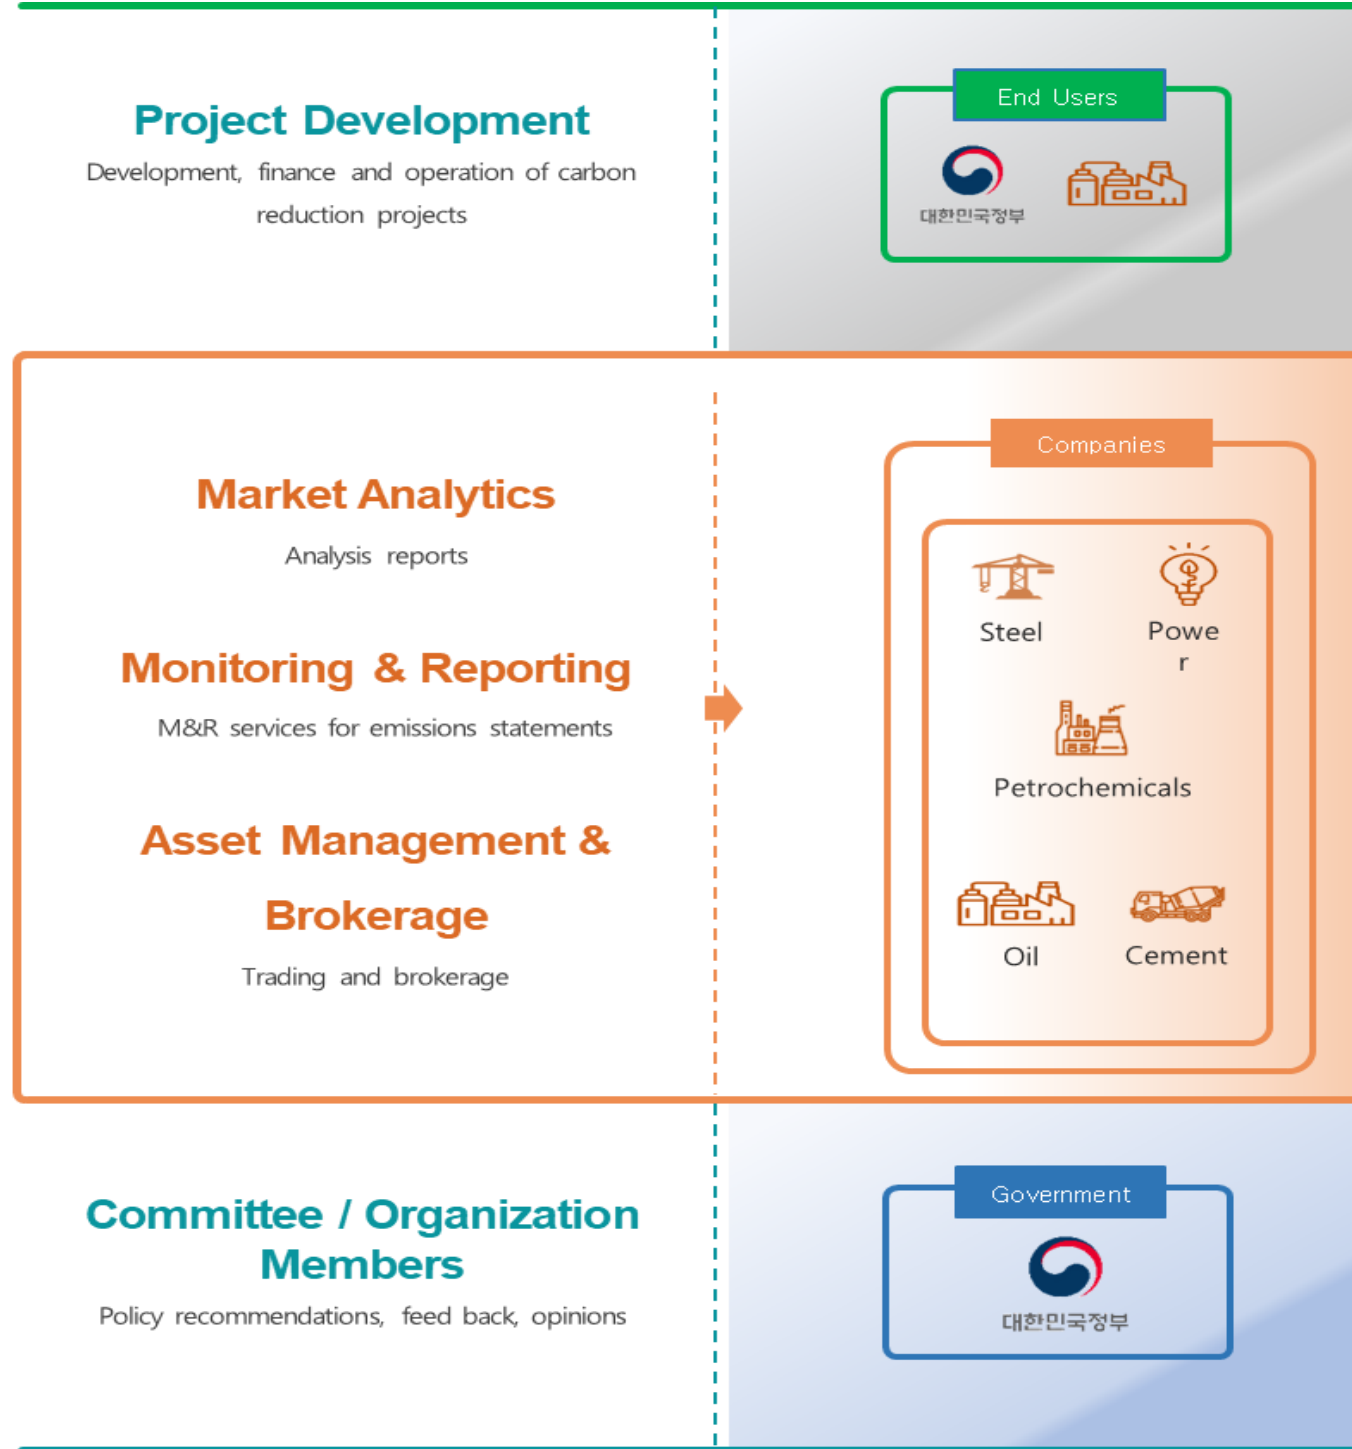 Project Development
Development, finance and operation of carbon
reduction projects
End Users
대한민국정부
Market Analytics
Analysis reports
Monitoring & Reporting
M&R services for emissions statements
Asset Management &
Brokerage
Trading and brokerage
Companies
Steel
Powe
r
Petrochemicals
Oil
Cement
Committee / Organization
Members
Policy recommendations, feed back, opinions
Government
대한민국정부